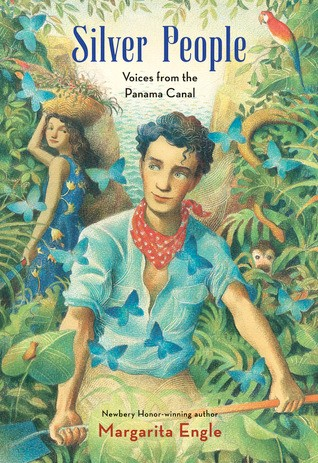 Silver People
Voices from the
Panama Canal
Newbery Honor-winning author
Margarita Engle